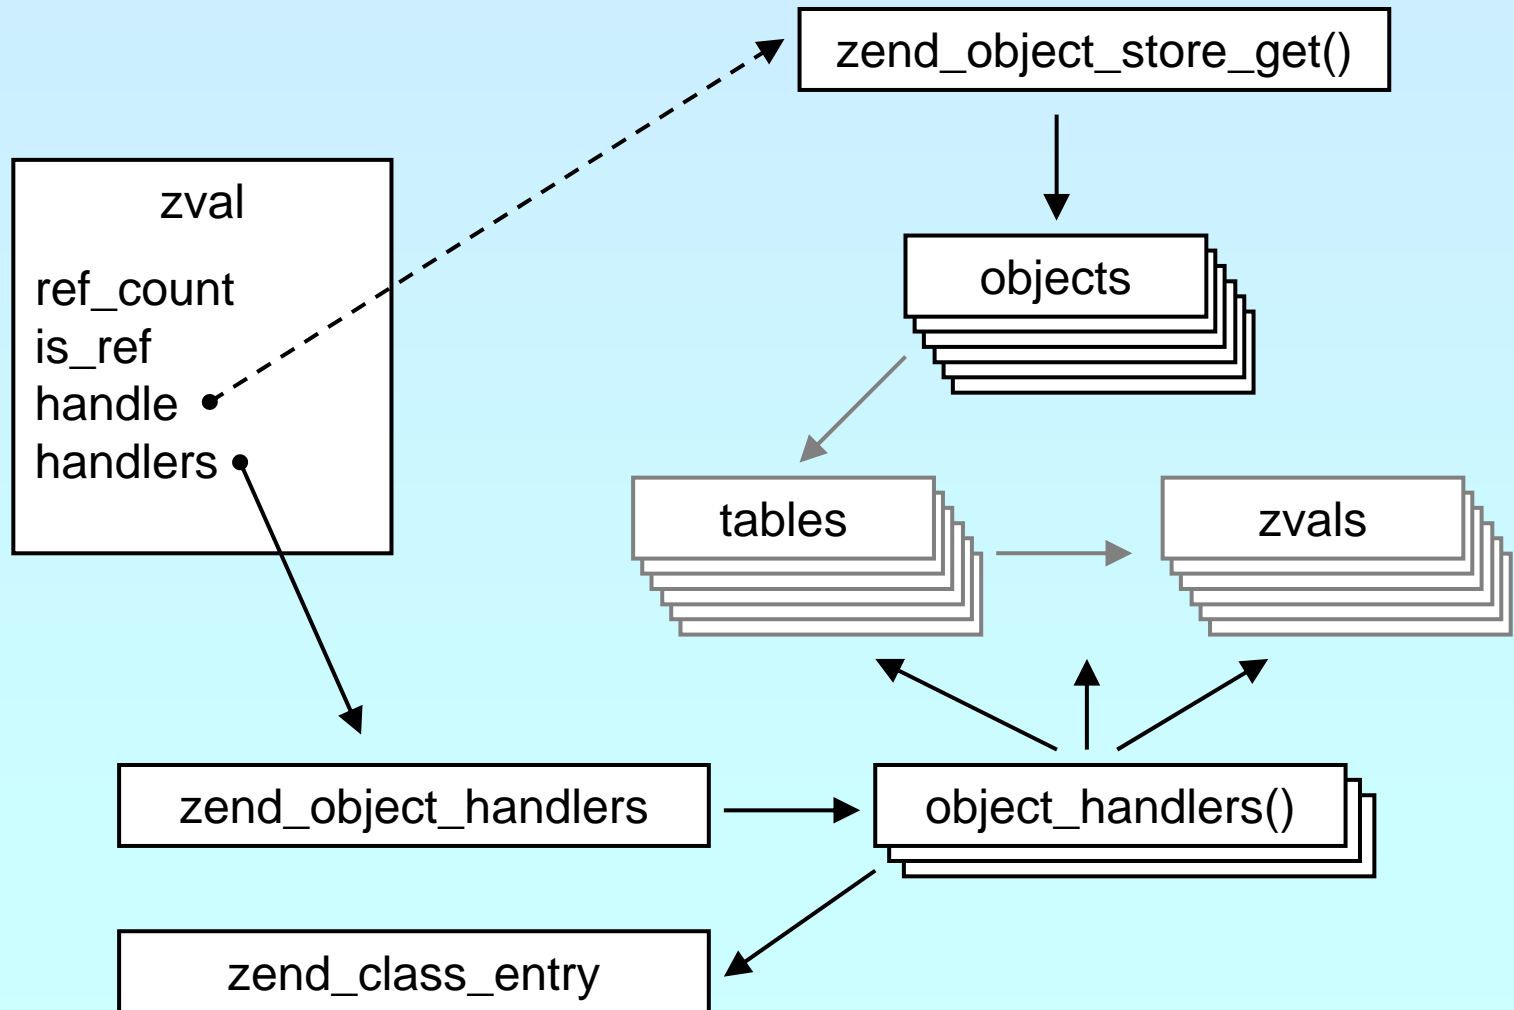 zend_object_store_get()
zval
ref_count
is_ref
handle
handlers
objects
tables
zvals
zend_object_handlers
object_handlers()
zend_class_entry